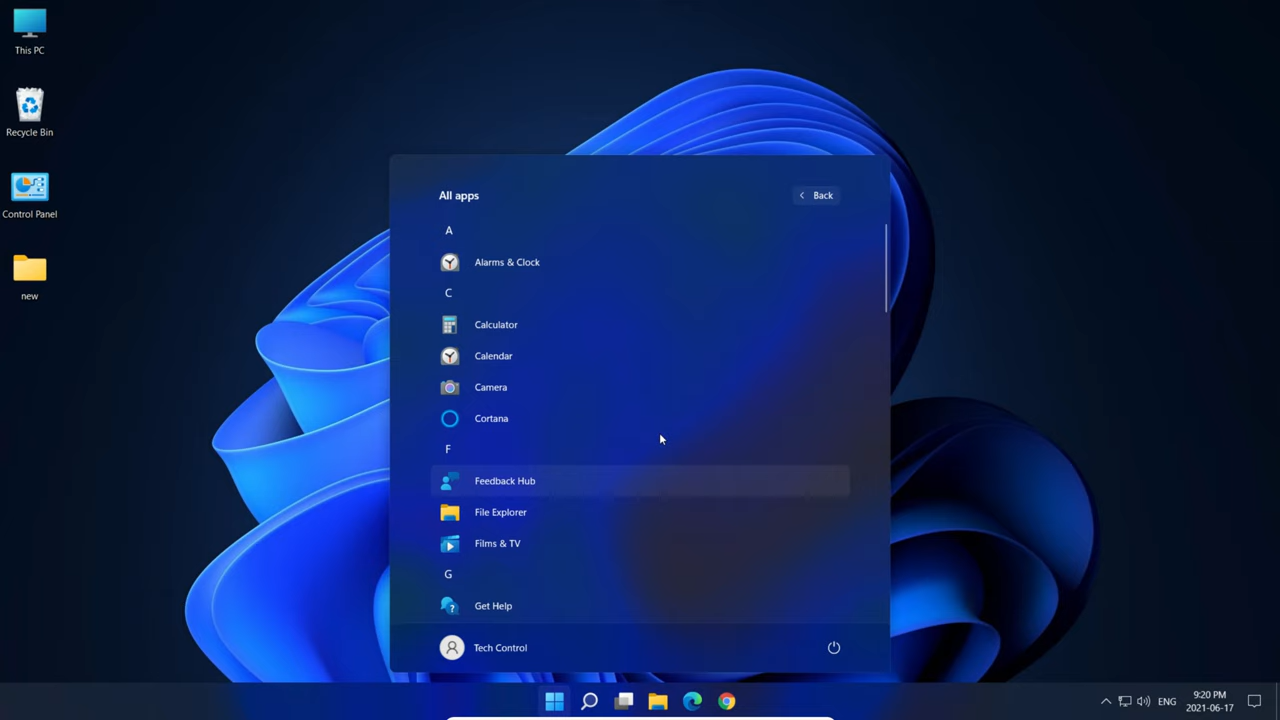 This PC
Recycle Bin
Control Panel
new
All apps
Back
A
Alarms & Clock
C
Calculator
Calendar
Camera
Cortana
F
Feedback Hub
File Explorer
Films & TV
G
? Get Help
Tech Control
ENG
9:20 PM
2021-06-17